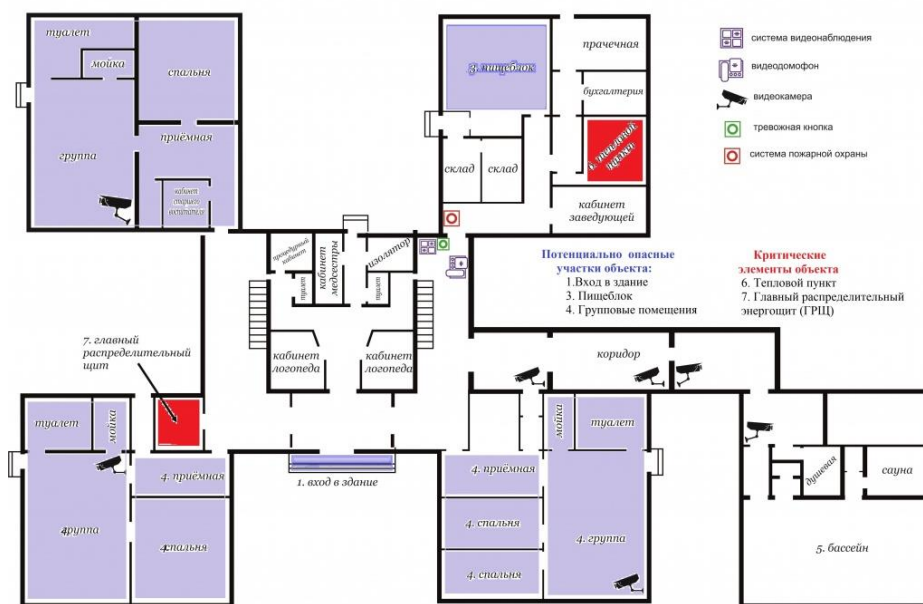 туалет
мойка
спальня
группа
приёмная
кабинет
старшего
воспитателя
3. пищеблок
прачечная
бухгалтерия
склад
склад
кабинет
заведующей
система видеонаблюдения
видеодомофон
видеокамера
тревожная кнопка
система пожарной охраны
процедурный
кабинет
кабинет
медсестры
изолятор
туалет
туалет
кабинет
логопеда
кабинет
логопеда
Потенциально опасные
участки объекта:
1.Вход в здание
3. Пищеблок
4. Групповые помещения
Критические
элементы объекта
6. Тепловой пункт
7. Главный распределительный
энергощит (ГРЩ)
7. главный
распределительный
щит
коридор
туалет
мойка
4. приёмная
группа
спальня
1. вход в здание
мойка
туалет
4. приёмная
4. спальня
4. спальня
4. группа
душевая
сауна
5. бассейн